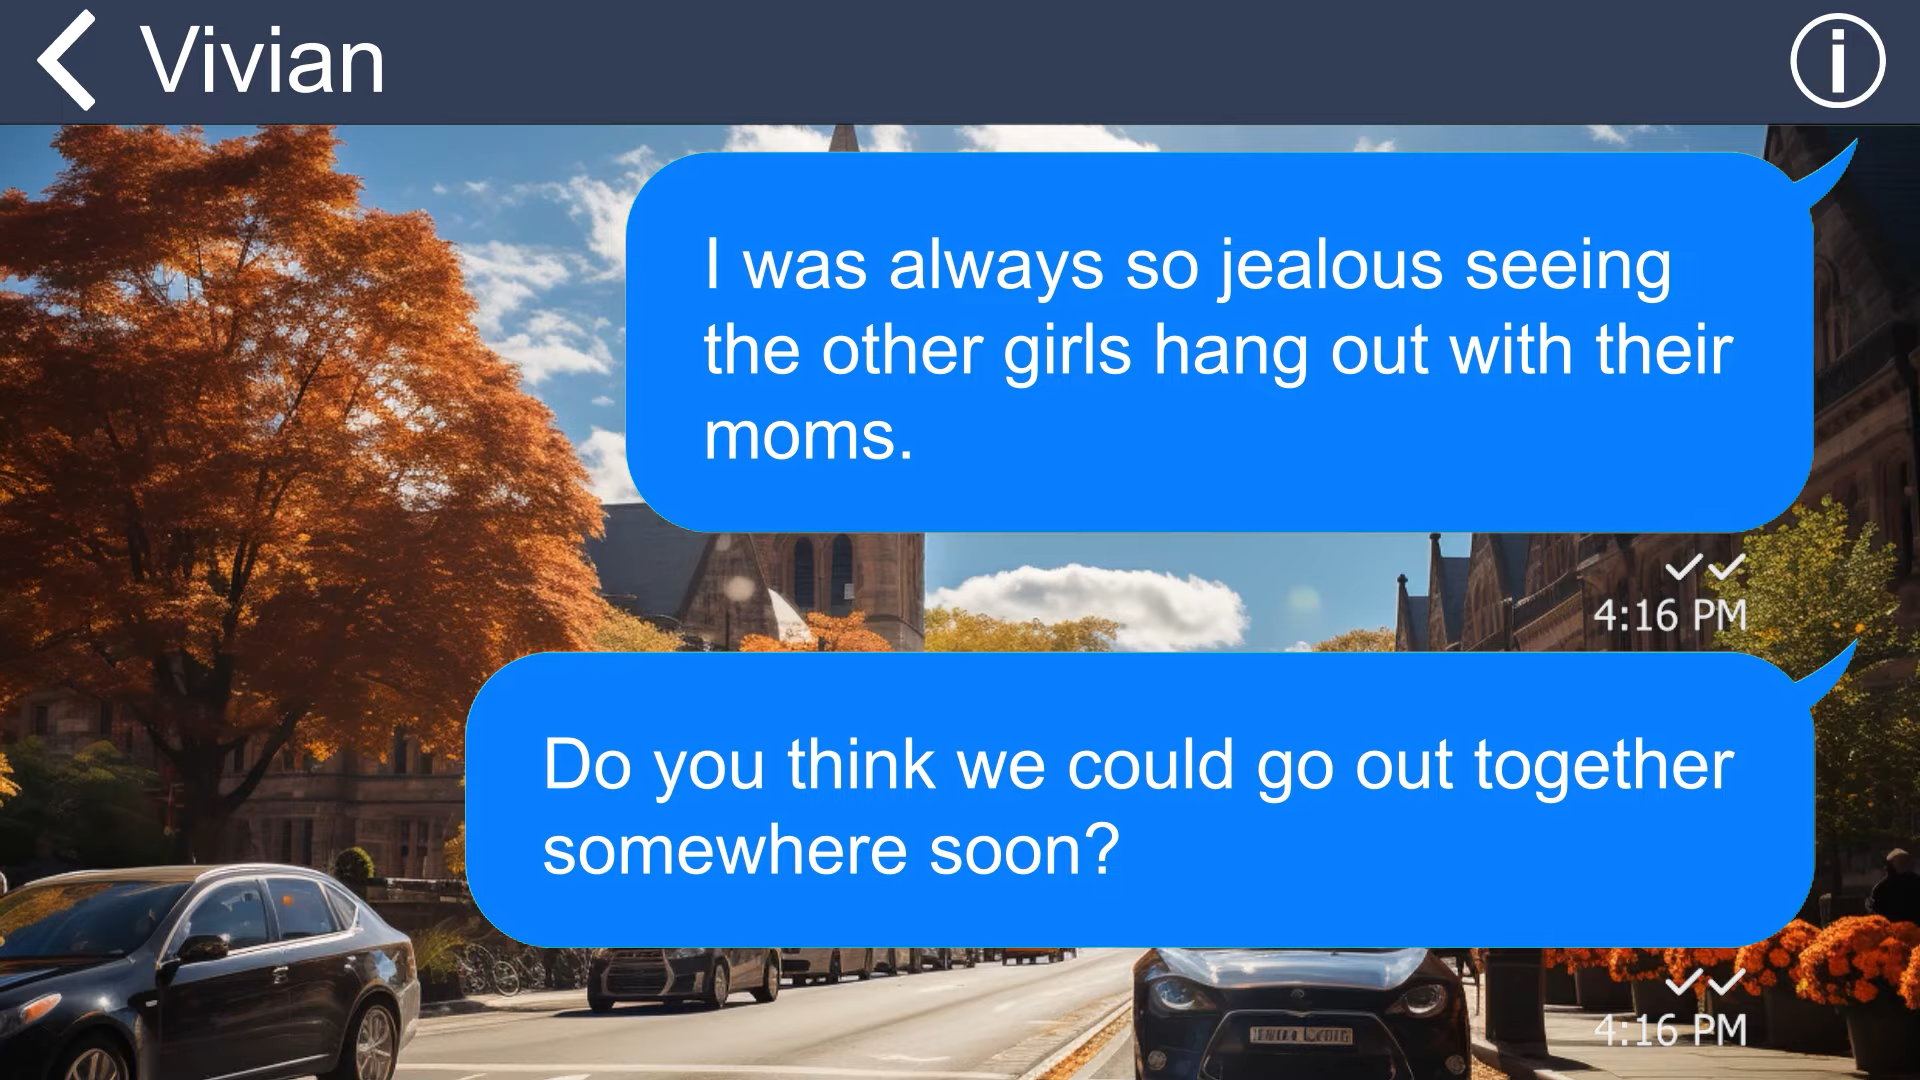 Vivian
I was always so jealous seeing
the other girls hang out with their
moms.
4:16 PM
Do you think we could go out together
somewhere soon?
4:16 PM